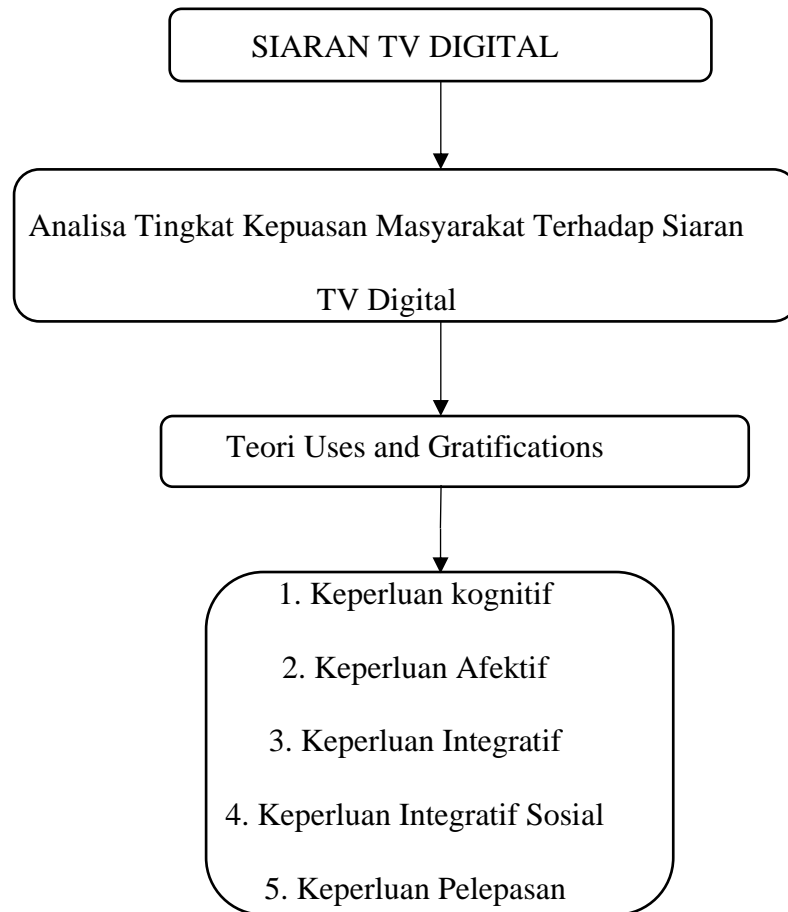 SIARAN TV DIGITAL
Analisa Tingkat Kepuasan Masyarakat Terhadap Siaran
TV Digital
Teori Uses and Gratifications
1. Keperluan kognitif
2. Keperluan Afektif
3. Keperluan Integratif
4. Keperluan Integratif Sosial
5. Keperluan Pelepasan